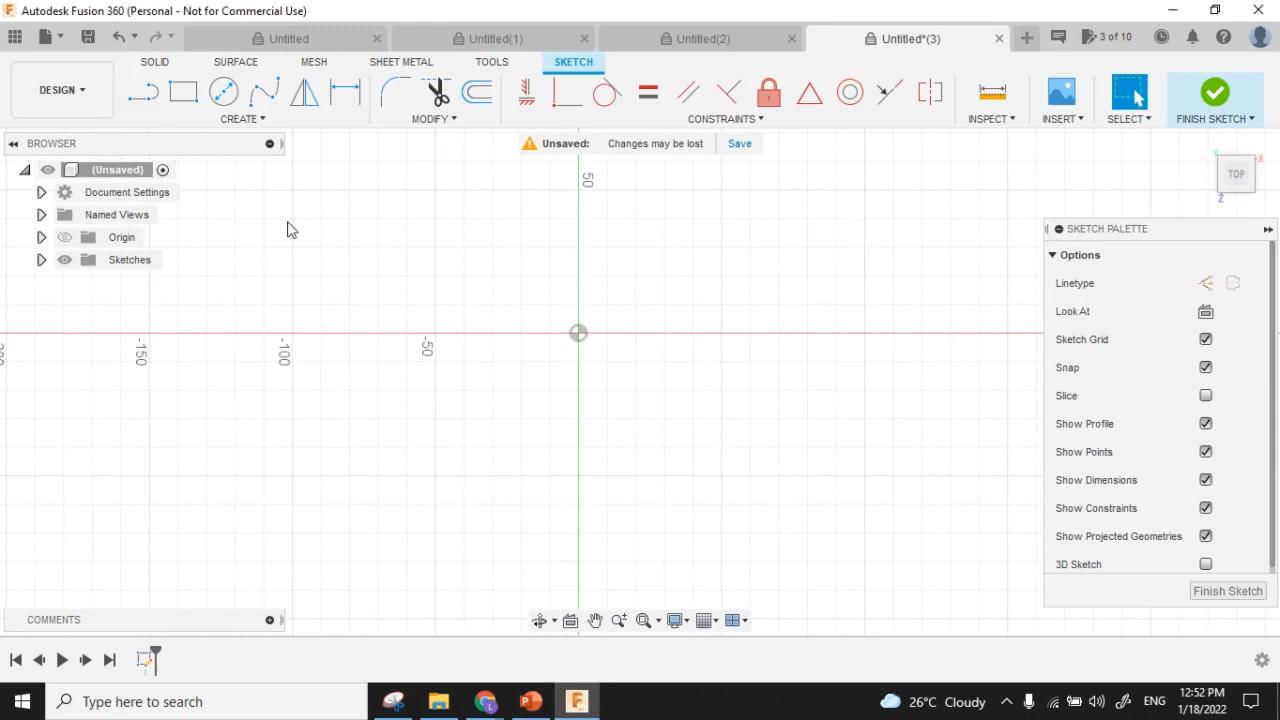 Autodesk Fusion 360 (Personal - Not for Commercial Use)
Untitled
Untitled(1)
Untitled(2)
Untitled*(3)
3 of 10
SOLID
SURFACE
MESH
SHEET METAL
TOOLS
SKETCH
DESIGN
CREATE
MODIFY
CONSTRAINTS
INSPECT
INSERT
SELECT
FINISH SKETCH
BROWSER
Unsaved: Changes may be lost Save
(Unsaved)
Document Settings
Named Views
Origin
Sketches
50
-150
-100
-50
TOP
X
Z
SKETCH PALETTE
Options
Linetype
Look At
Sketch Grid
Snap
Slice
Show Profile
Show Points
Show Dimensions
Show Constraints
Show Projected Geometries
3D Sketch
Finish Sketch
COMMENTS
Type here to search
26°C Cloudy
ENG
12:52 PM
1/18/2022